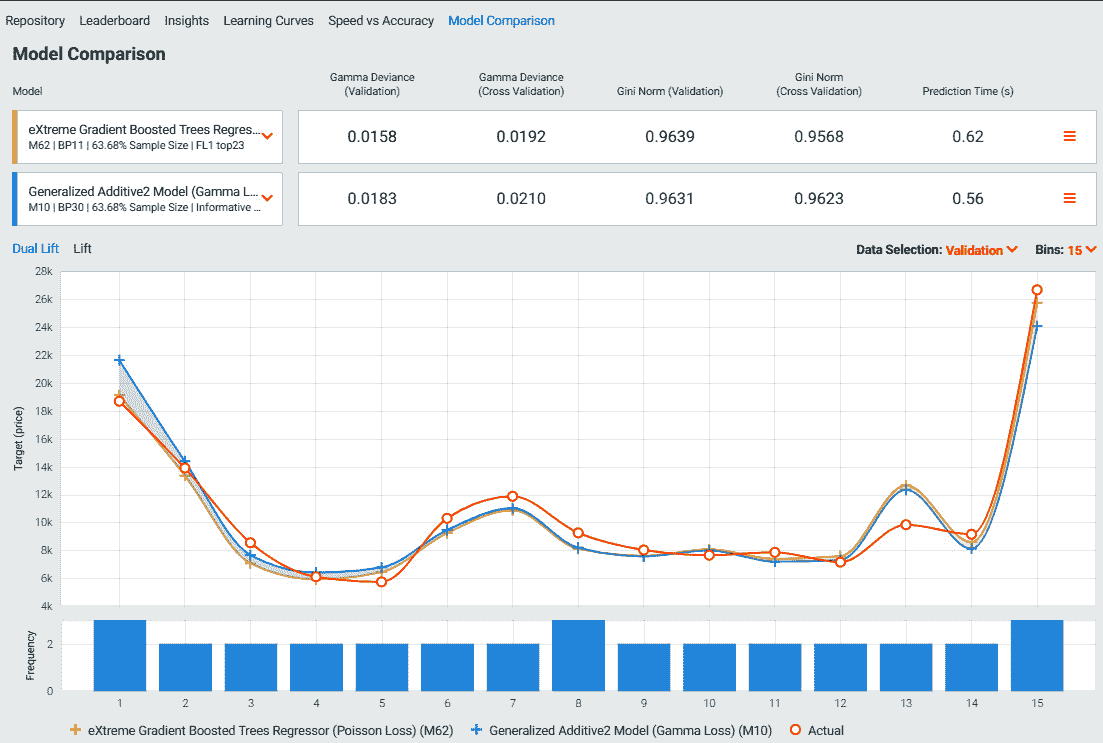 Repository Leaderboard Insights Learning Curves Speed vs Accuracy Model Comparison
Model Comparison
Model
Gamma Deviance
(Validation)
Gamma Deviance
(Cross Validation)
Gini Norm (Validation)
Gini Norm
(Cross Validation)
Prediction Time (s)
eXtreme Gradient Boosted Trees Regres...
M62 | BP11 | 63.68% Sample Size | FL1 top23
0.0158 0.0192 0.9639 0.9568 0.62
Generalized Additive2 Model (Gamma L...
M10 | BP30 | 63.68% Sample Size | Informative ...
0.0183 0.0210 0.9631 0.9623 0.56
Dual Lift Lift
Data Selection: Validation Bins: 15
Target (price)
28k
26k
24k
22k
20k
18k
16k
14k
12k
10k
8k
6k
4k
Frequency
2
0
1 2 3 4 5 6 7 8 9 10 11 12 13 14 15
eXtreme Gradient Boosted Trees Regressor (Poisson Loss) (M62) Generalized Additive2 Model (Gamma Loss) (M10) Actual